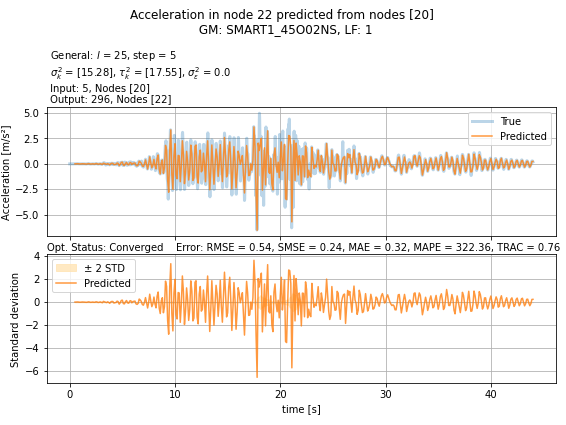 Acceleration in node 22 predicted from nodes [20]
GM: SMART1_45O02NS, LF: 1
General: l = 25, step = 5
σ²ₖ = [15.28], τ²ₖ = [17.55], σ²ₑ = 0.0
Input: 5, Nodes [20]
Output: 296, Nodes [22]
Acceleration [m/s²]
5.0
2.5
0.0
−2.5
−5.0
True
Predicted
Opt. Status: Converged Error: RMSE = 0.54, SMSE = 0.24, MAE = 0.32, MAPE = 322.36, TRAC = 0.76
Standard deviation
4
2
0
−2
−4
−6
± 2 STD
Predicted
0 10 20 30 40
time [s]